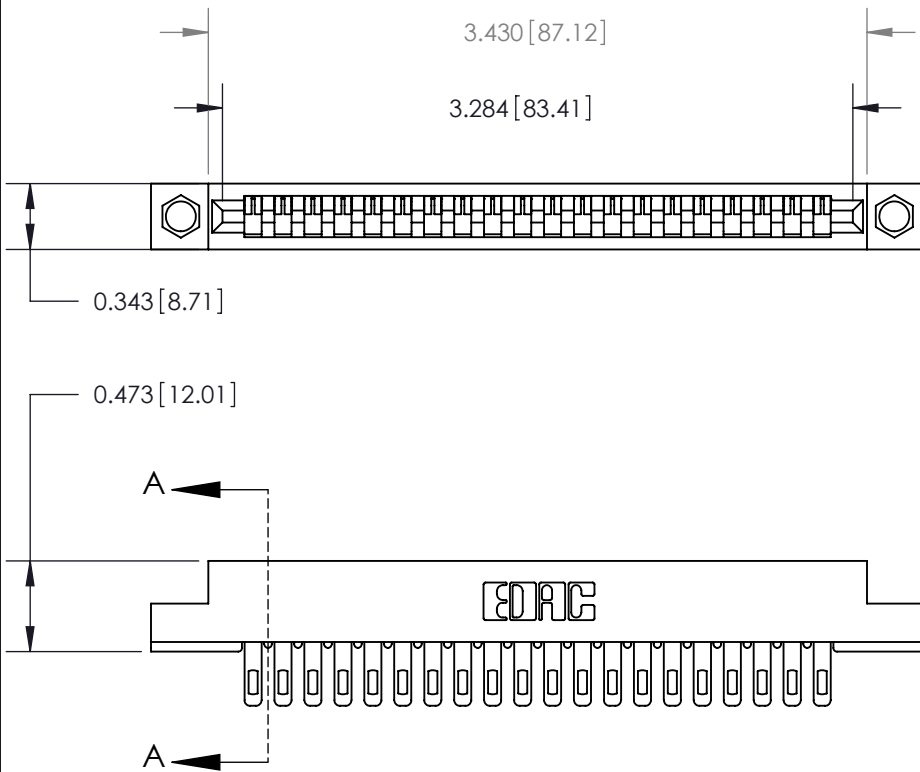 3.430 [87.12]
3.284 [83.41]
0.343 [8.71]
0.473 [12.01]
A
EDAC
A